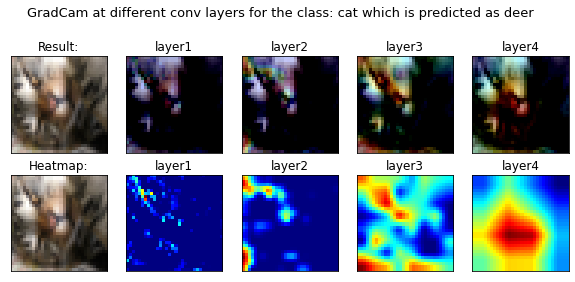 GradCam at different conv layers for the class: cat which is predicted as deer
Result: layer1 layer2 layer3 layer4
Heatmap: layer1 layer2 layer3 layer4